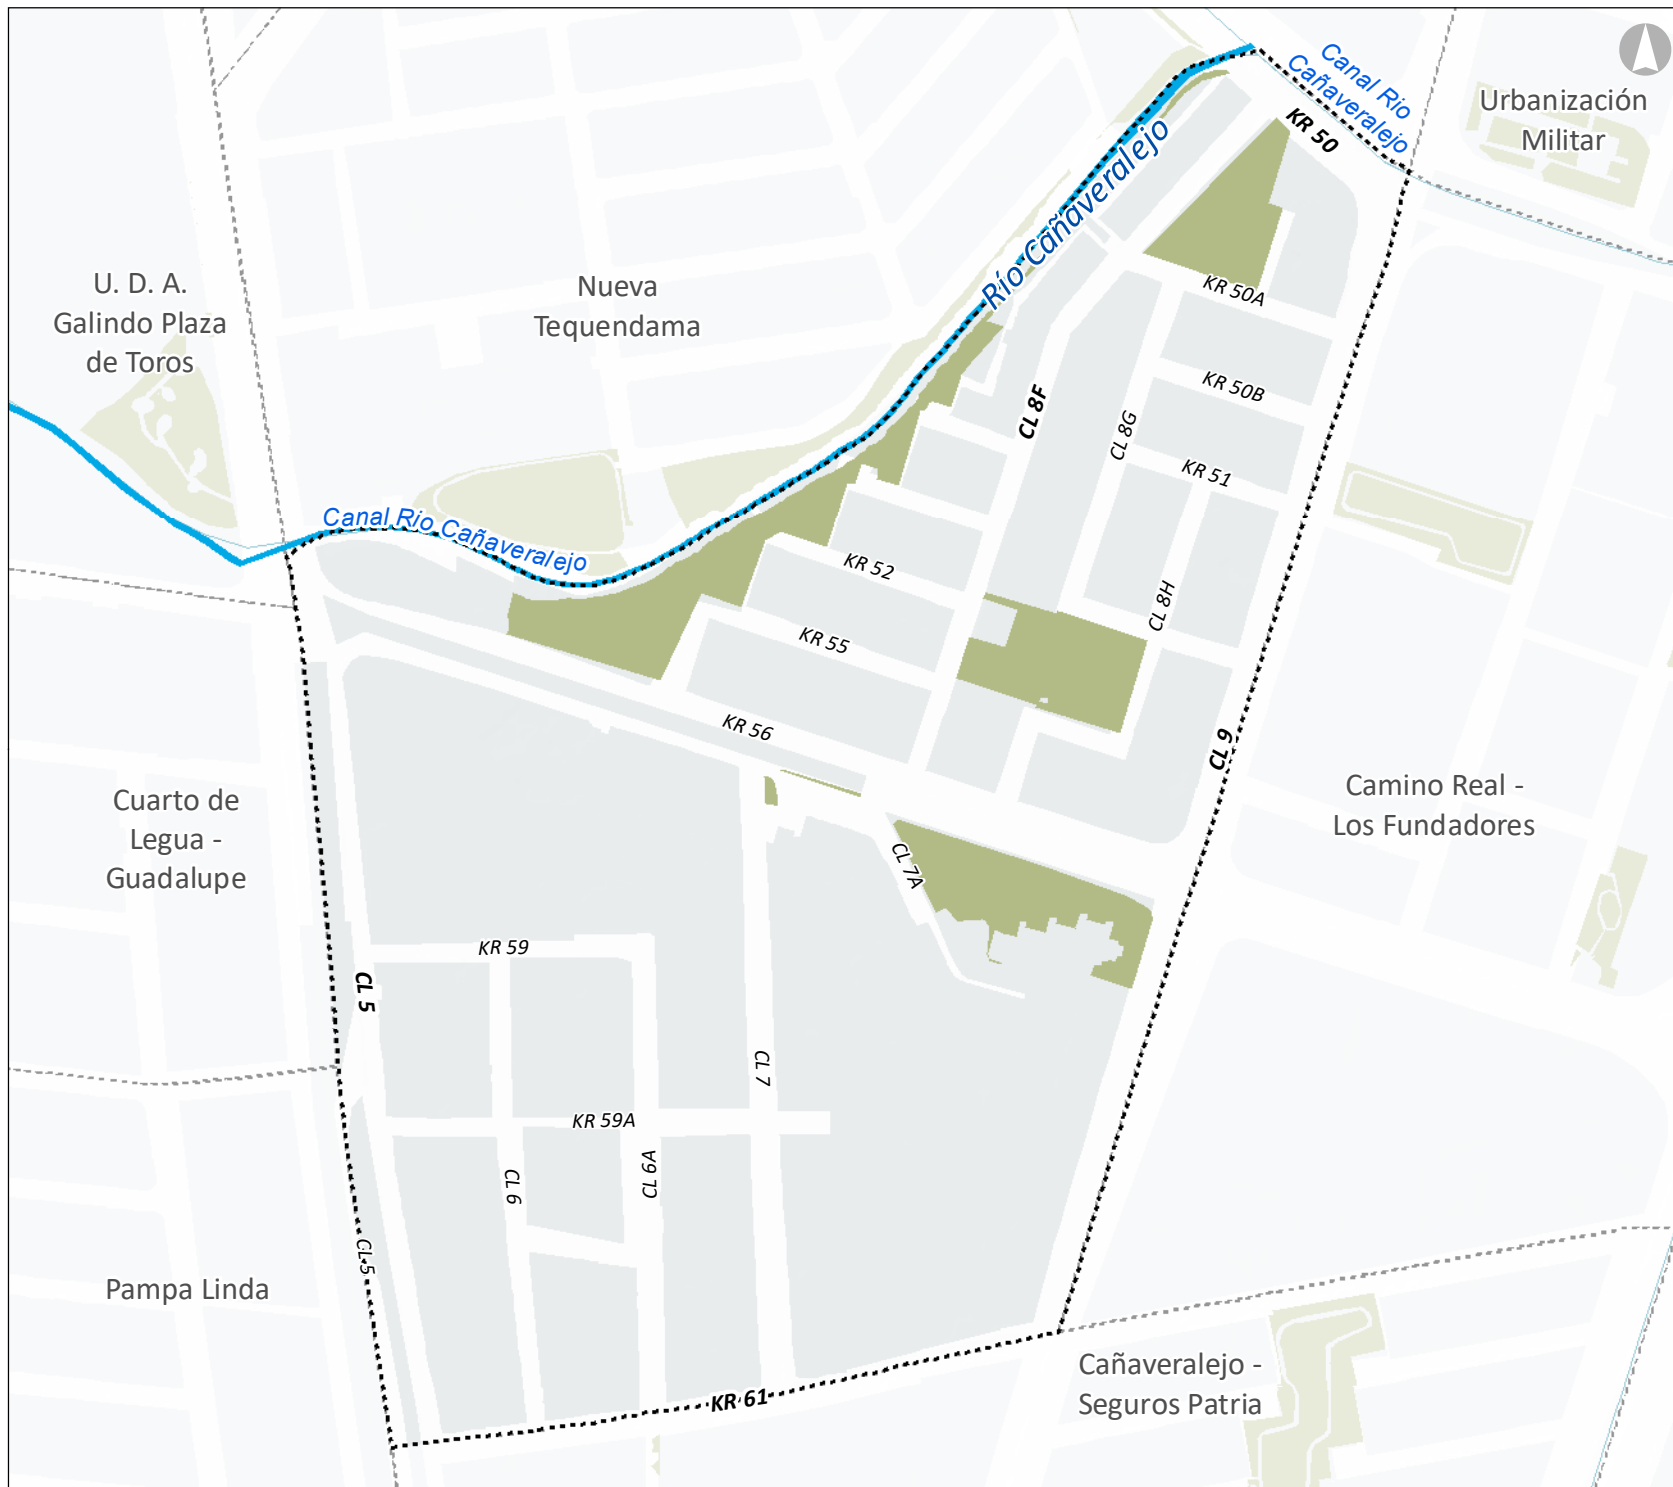 Canal Rio
Cañaveralejo
Urbanización
Militar
KR 50
Río Cañaveralejo
U. D. A.
Galindo Plaza
de Toros
Nueva
Tequendama
KR 50A
KR 50B
CL 8F
CL 8G
KR 51
Canal Rio Cañaveralejo
KR 52
CL 8H
KR 55
KR 56
CL 9
Cuarto de
Legua -
Guadalupe
Camino Real -
Los Fundadores
CL 7A
KR 59
CL 5
CL 7
KR 59A
CL 6
CL 6A
CL 5
Pampa Linda
KR 61
Cañaveralejo -
Seguros Patria